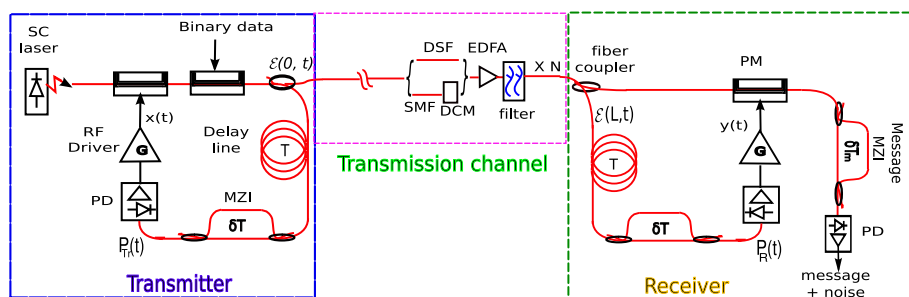 SC
laser
Binary data
ℰ(0, t)
x(t)
RF
Driver
G
PD
P_Tr(t)
Delay
line
T
MZI
δT
Transmitter
DSF
SMF
DCM
EDFA
filter
X N
Transmission channel
fiber
coupler
ℰ(L,t)
T
δT
PM
y(t)
G
P_R(t)
δT_m
Message
MZI
PD
message
+ noise
Receiver